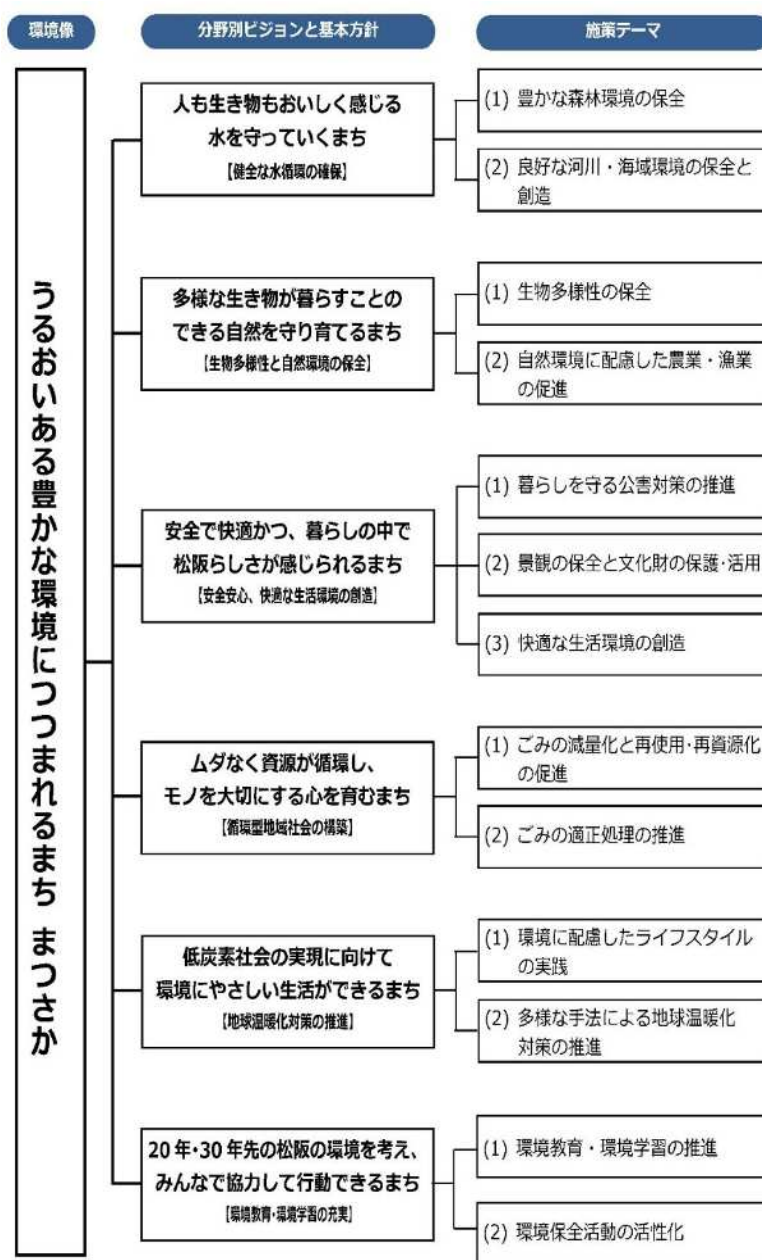 環境像
分野別ビジョンと基本方針
施策テーマ
うるおいある豊かな環境につつまれるまち まつさか
人も生き物もおいしく感じる
水を守っていくまち
【健全な水循環の確保】
(1) 豊かな森林環境の保全
(2) 良好な河川・海域環境の保全と
創造
多様な生き物が暮らすことの
できる自然を守り育てるまち
【生物多様性と自然環境の保全】
(1) 生物多様性の保全
(2) 自然環境に配慮した農業・漁業
の促進
安全で快適かつ、暮らしの中で
松阪らしさが感じられるまち
【安全安心、快適な生活環境の創造】
(1) 暮らしを守る公害対策の推進
(2) 景観の保全と文化財の保護・活用
(3) 快適な生活環境の創造
ムダなく資源が循環し、
モノを大切にする心を育むまち
【循環型地域社会の構築】
(1) ごみの減量化と再使用・再資源化
の促進
(2) ごみの適正処理の推進
低炭素社会の実現に向けて
環境にやさしい生活ができるまち
【地球温暖化対策の推進】
(1) 環境に配慮したライフスタイル
の実践
(2) 多様な手法による地球温暖化
対策の推進
20年・30年先の松阪の環境を考え、
みんなで協力して行動できるまち
【環境教育・環境学習の充実】
(1) 環境教育・環境学習の推進
(2) 環境保全活動の活性化